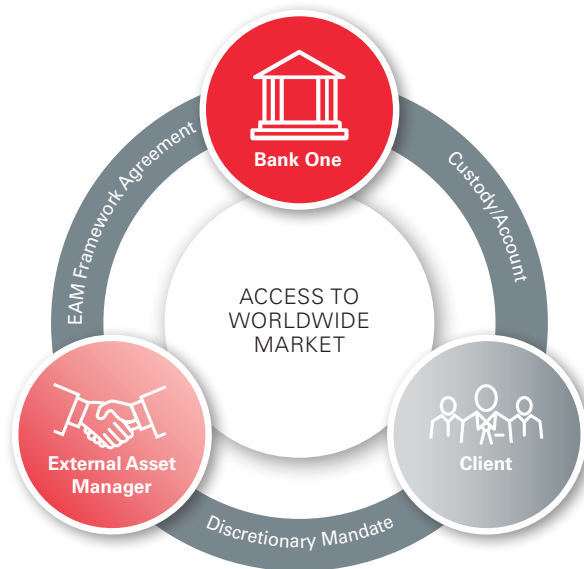 Bank One
EAM Framework Agreement
Custody/Account
ACCESS TO
WORLDWIDE
MARKET
External Asset
Manager
Client
Discretionary Mandate